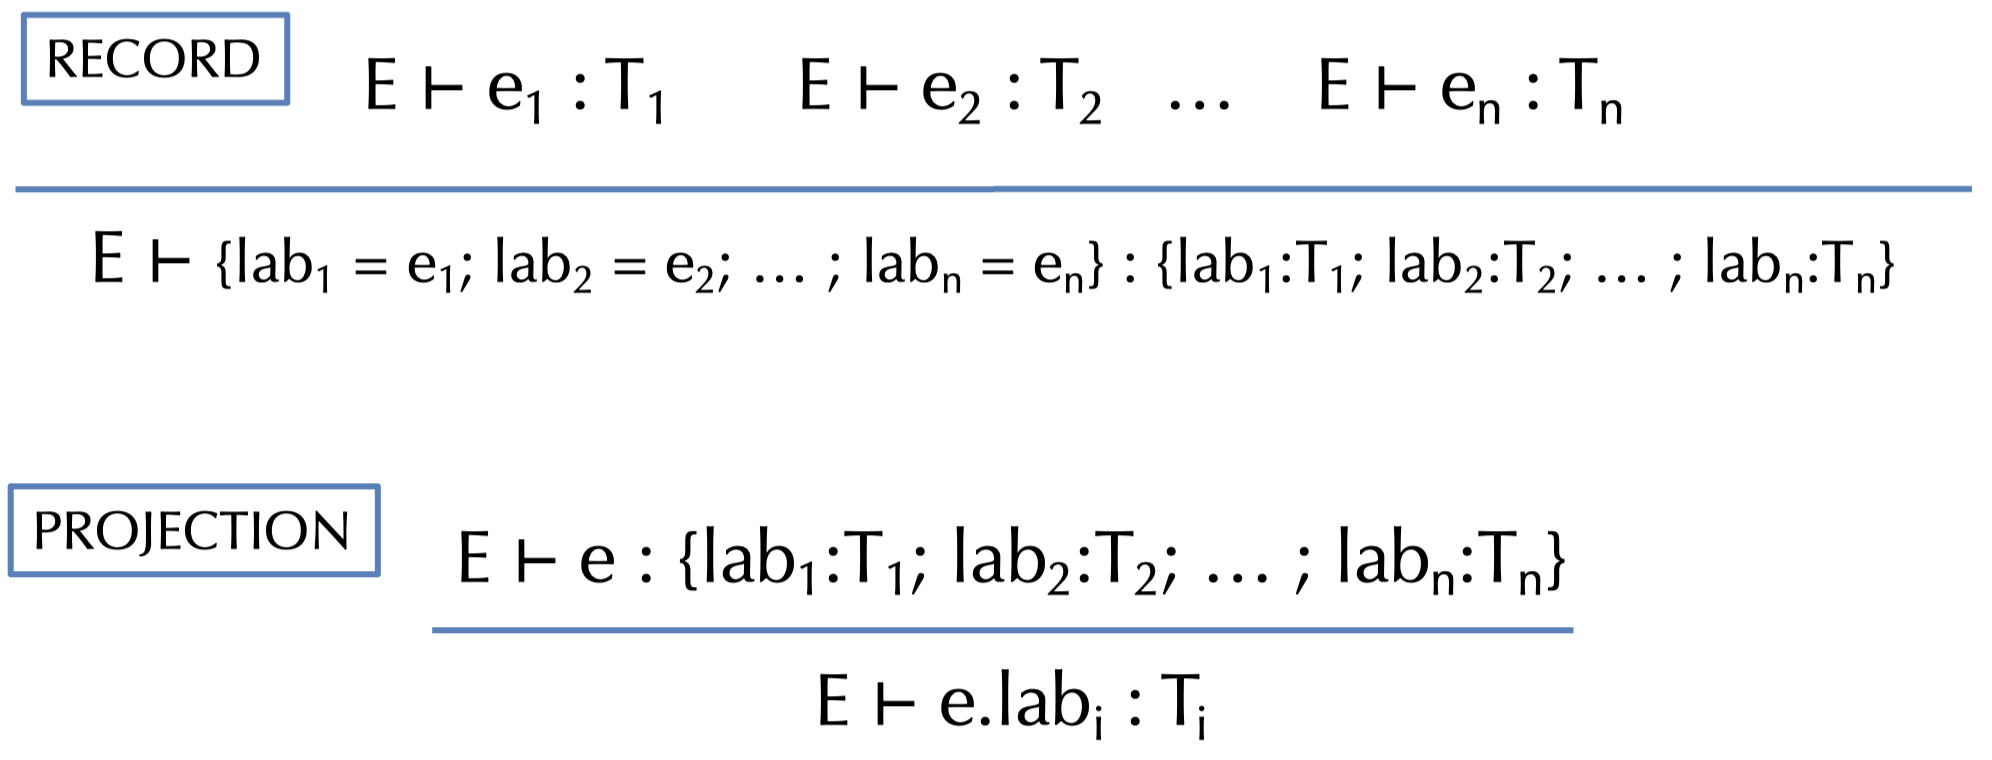 RECORD E ⊢ e₁ : T₁ E ⊢ e₂ : T₂ … E ⊢ eₙ : Tₙ
E ⊢ {lab₁ = e₁; lab₂ = e₂; … ; labₙ = eₙ} : {lab₁:T₁; lab₂:T₂; … ; labₙ:Tₙ}
PROJECTION E ⊢ e : {lab₁:T₁; lab₂:T₂; … ; labₙ:Tₙ}
E ⊢ e.labᵢ : Tᵢ